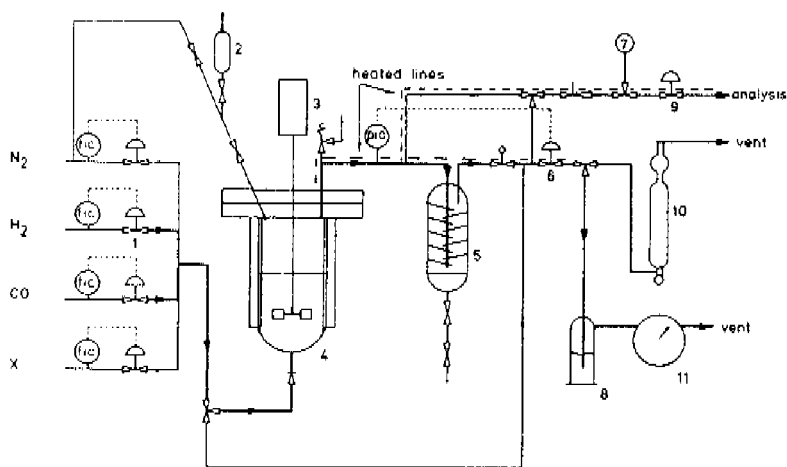 2
7
heated lines
3
analysis
9
pic
vent
N₂
fic
6
H₂
fic
1
10
5
CO
fic
4
X
fic
vent
8
11